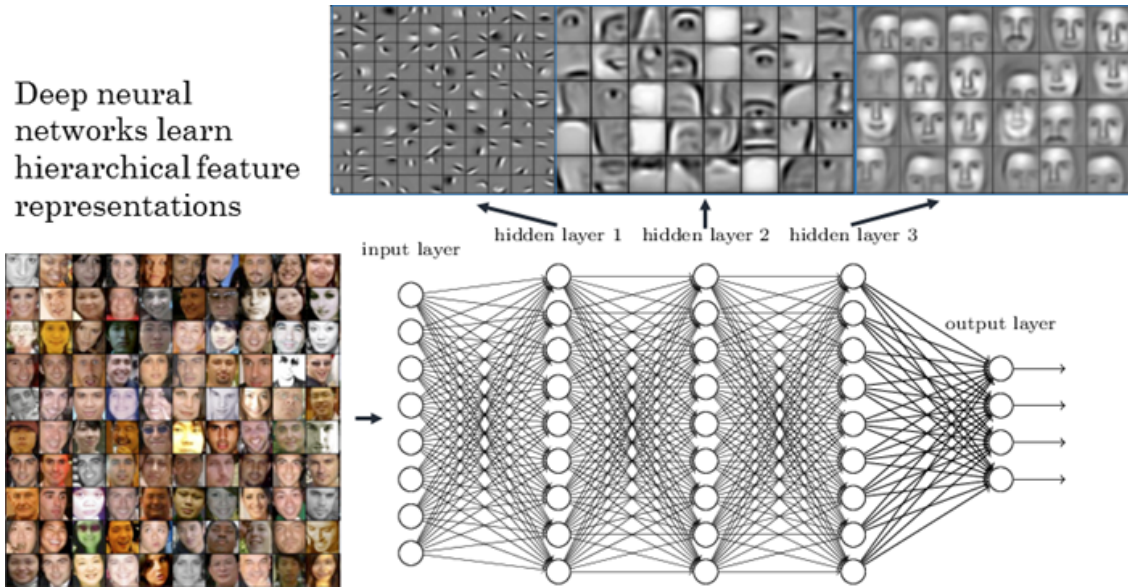 Deep neural
networks learn
hierarchical feature
representations
input layer
hidden layer 1
hidden layer 2
hidden layer 3
output layer